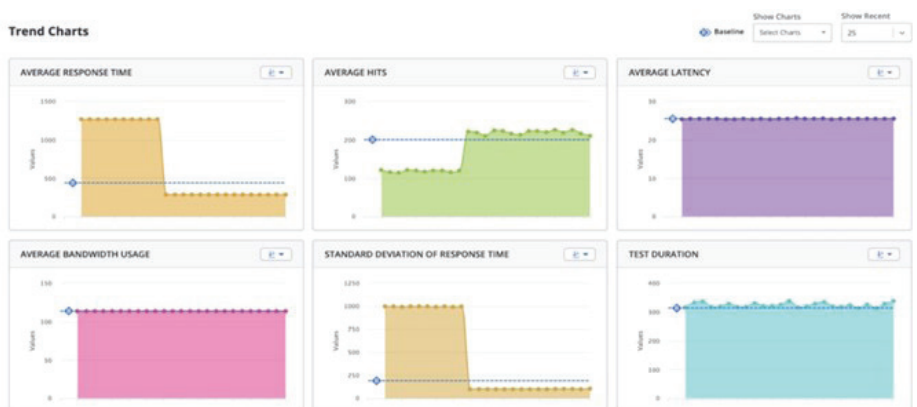 Show Charts
Show Recent
Trend Charts
Baseline
Select Charts
25
AVERAGE RESPONSE TIME
AVERAGE HITS
AVERAGE LATENCY
1500
1000
500
0
Values
300
200
100
0
Values
30
20
10
0
Values
AVERAGE BANDWIDTH USAGE
STANDARD DEVIATION OF RESPONSE TIME
TEST DURATION
150
100
50
0
Values
1250
1000
750
500
250
0
Values
400
300
200
100
0
Values